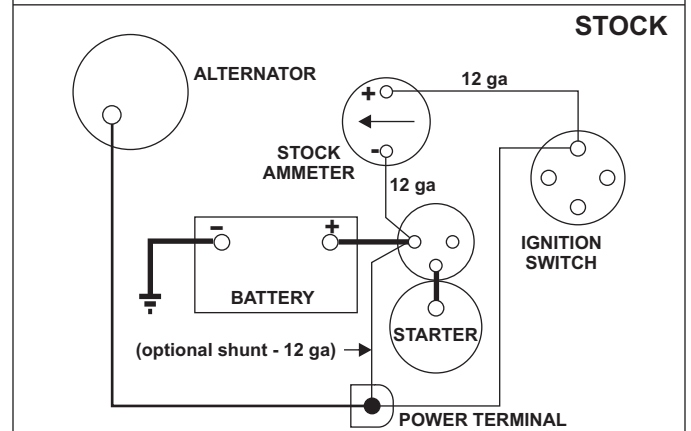 STOCK
ALTERNATOR
12 ga
+
STOCK
AMMETER
-
12 ga
IGNITION
SWITCH
-
+
BATTERY
STARTER
(optional shunt - 12 ga)
POWER TERMINAL